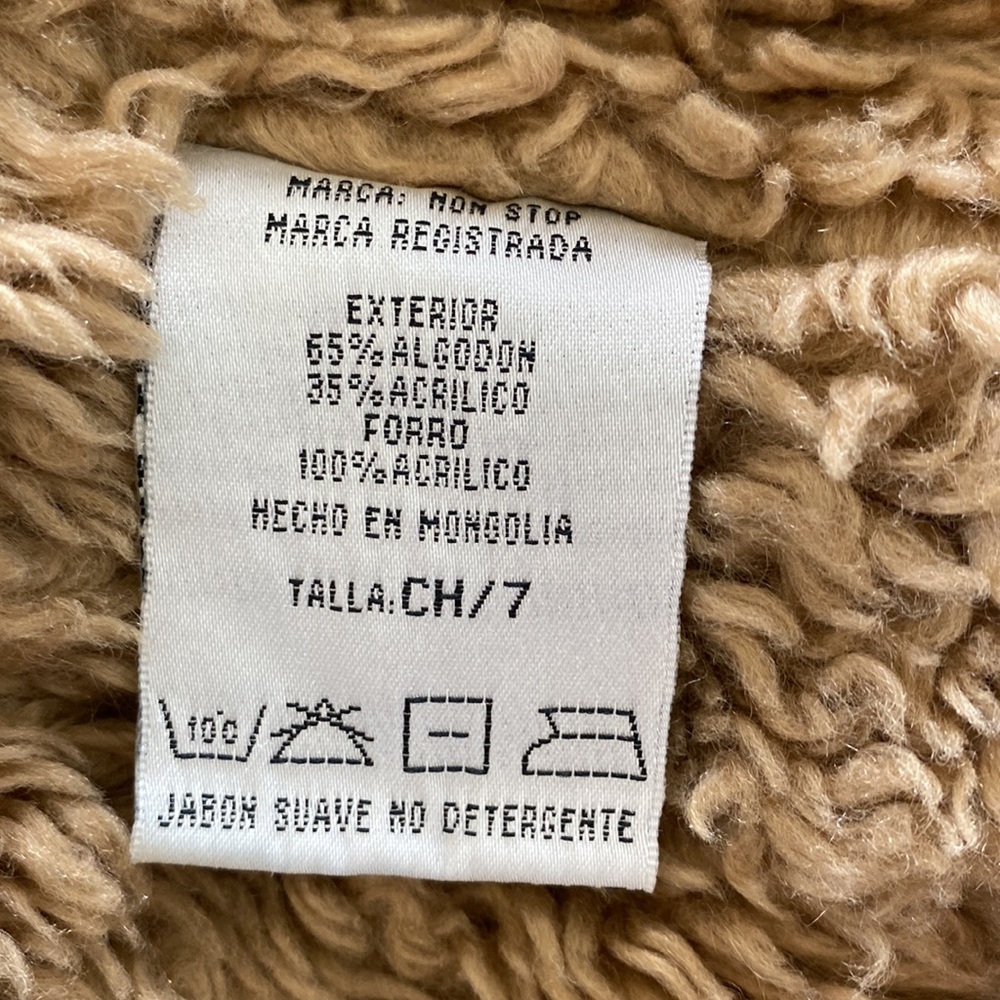 MARCA: NON STOP
MARCA REGISTRADA
EXTERIOR
65% ALGODON
35% ACRILICO
FORRO
100% ACRILICO
HECHO EN MONGOLIA
TALLA: CH/7
10°C
JABON SUAVE NO DETERGENTE